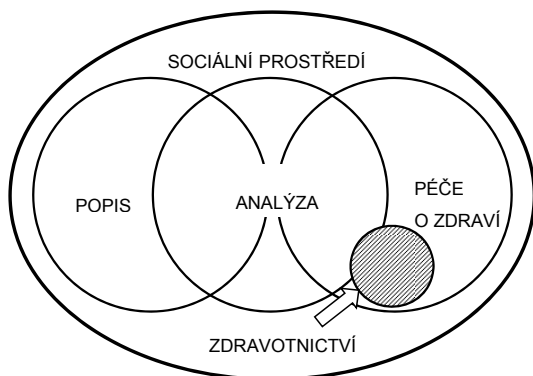 SOCIÁLNÍ PROSTŘEDÍ
POPIS
ANALÝZA
PÉČE
O ZDRAVÍ
ZDRAVOTNICTVÍ